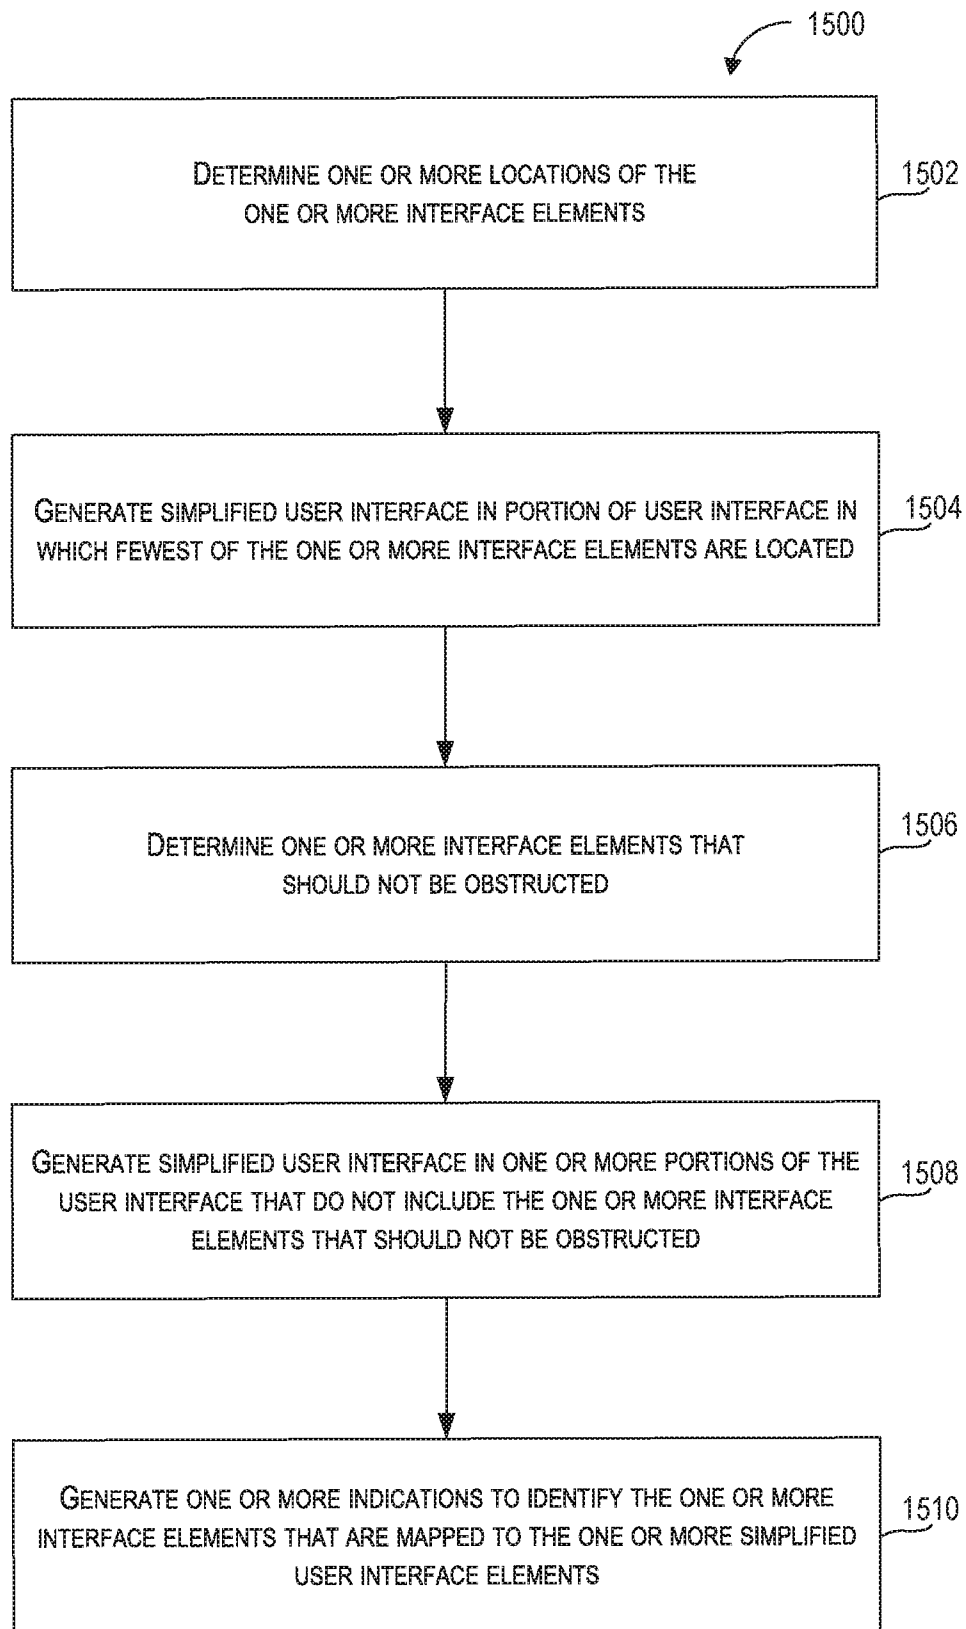 1500
DETERMINE ONE OR MORE LOCATIONS OF THE
ONE OR MORE INTERFACE ELEMENTS
1502
GENERATE SIMPLIFIED USER INTERFACE IN PORTION OF USER INTERFACE IN
WHICH FEWEST OF THE ONE OR MORE INTERFACE ELEMENTS ARE LOCATED
1504
DETERMINE ONE OR MORE INTERFACE ELEMENTS THAT
SHOULD NOT BE OBSTRUCTED
1506
GENERATE SIMPLIFIED USER INTERFACE IN ONE OR MORE PORTIONS OF THE
USER INTERFACE THAT DO NOT INCLUDE THE ONE OR MORE INTERFACE
ELEMENTS THAT SHOULD NOT BE OBSTRUCTED
1508
GENERATE ONE OR MORE INDICATIONS TO IDENTIFY THE ONE OR MORE
INTERFACE ELEMENTS THAT ARE MAPPED TO THE ONE OR MORE SIMPLIFIED
USER INTERFACE ELEMENTS
1510